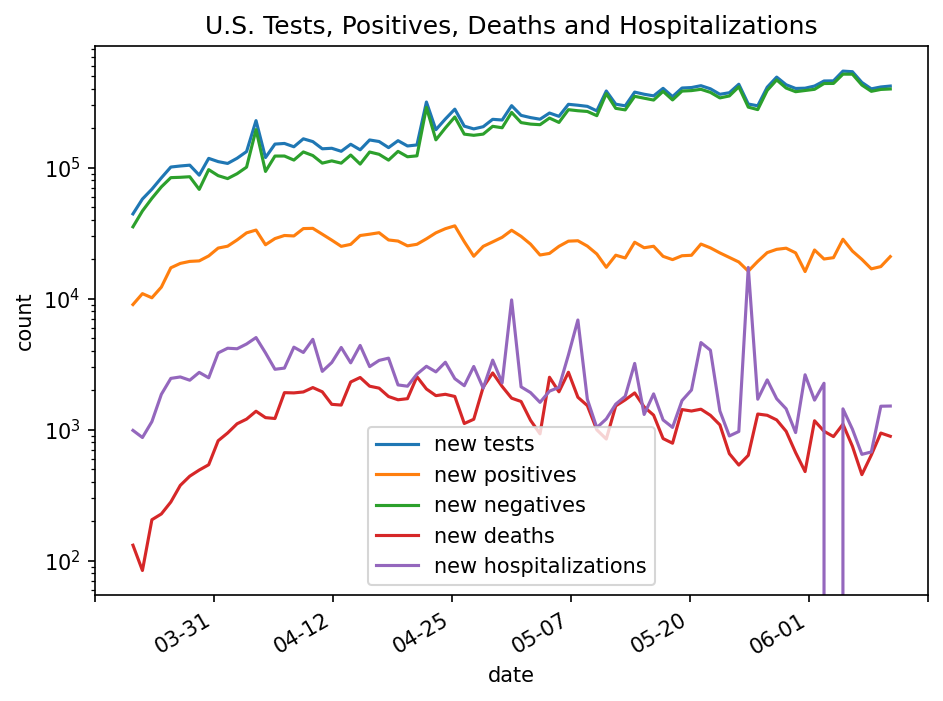 U.S. Tests, Positives, Deaths and Hospitalizations
count
10^5
10^4
10^3
10^2
new tests
new positives
new negatives
new deaths
new hospitalizations
03-31
04-12
04-25
05-07
05-20
06-01
date